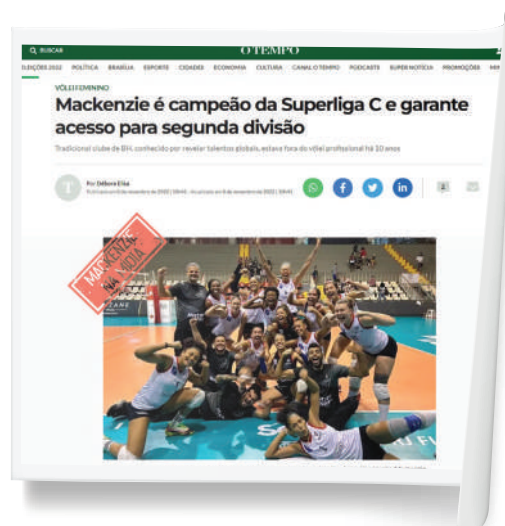 BUSCAR
O TEMPO
ELEIÇÕES 2022 POLÍTICA BRASÍLIA ESPORTE CIDADES ECONOMIA CULTURA CANAL O TEMPO PODCASTS SUPER NOTÍCIA PROMOÇÕES
VÔLEI FEMININO
Mackenzie é campeão da Superliga C e garante
acesso para segunda divisão
Tradicional clube de BH, conhecido por revelar talentos globais, estava fora do vôlei profissional há 10 anos
T
Por Débora Elisa
MACKENZIE
NA MÍDIA